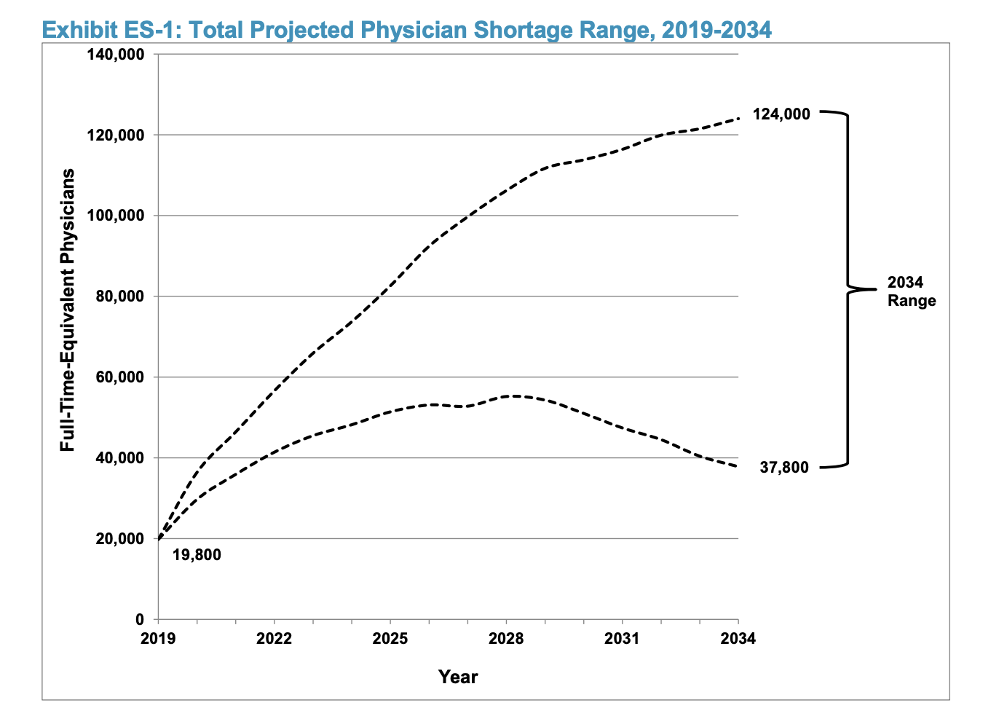 Exhibit ES-1: Total Projected Physician Shortage Range, 2019-2034
140,000
120,000
100,000
80,000
60,000
40,000
20,000
0
Full-Time-Equivalent Physicians
124,000
2034
Range
37,800
19,800
2019 2022 2025 2028 2031 2034
Year